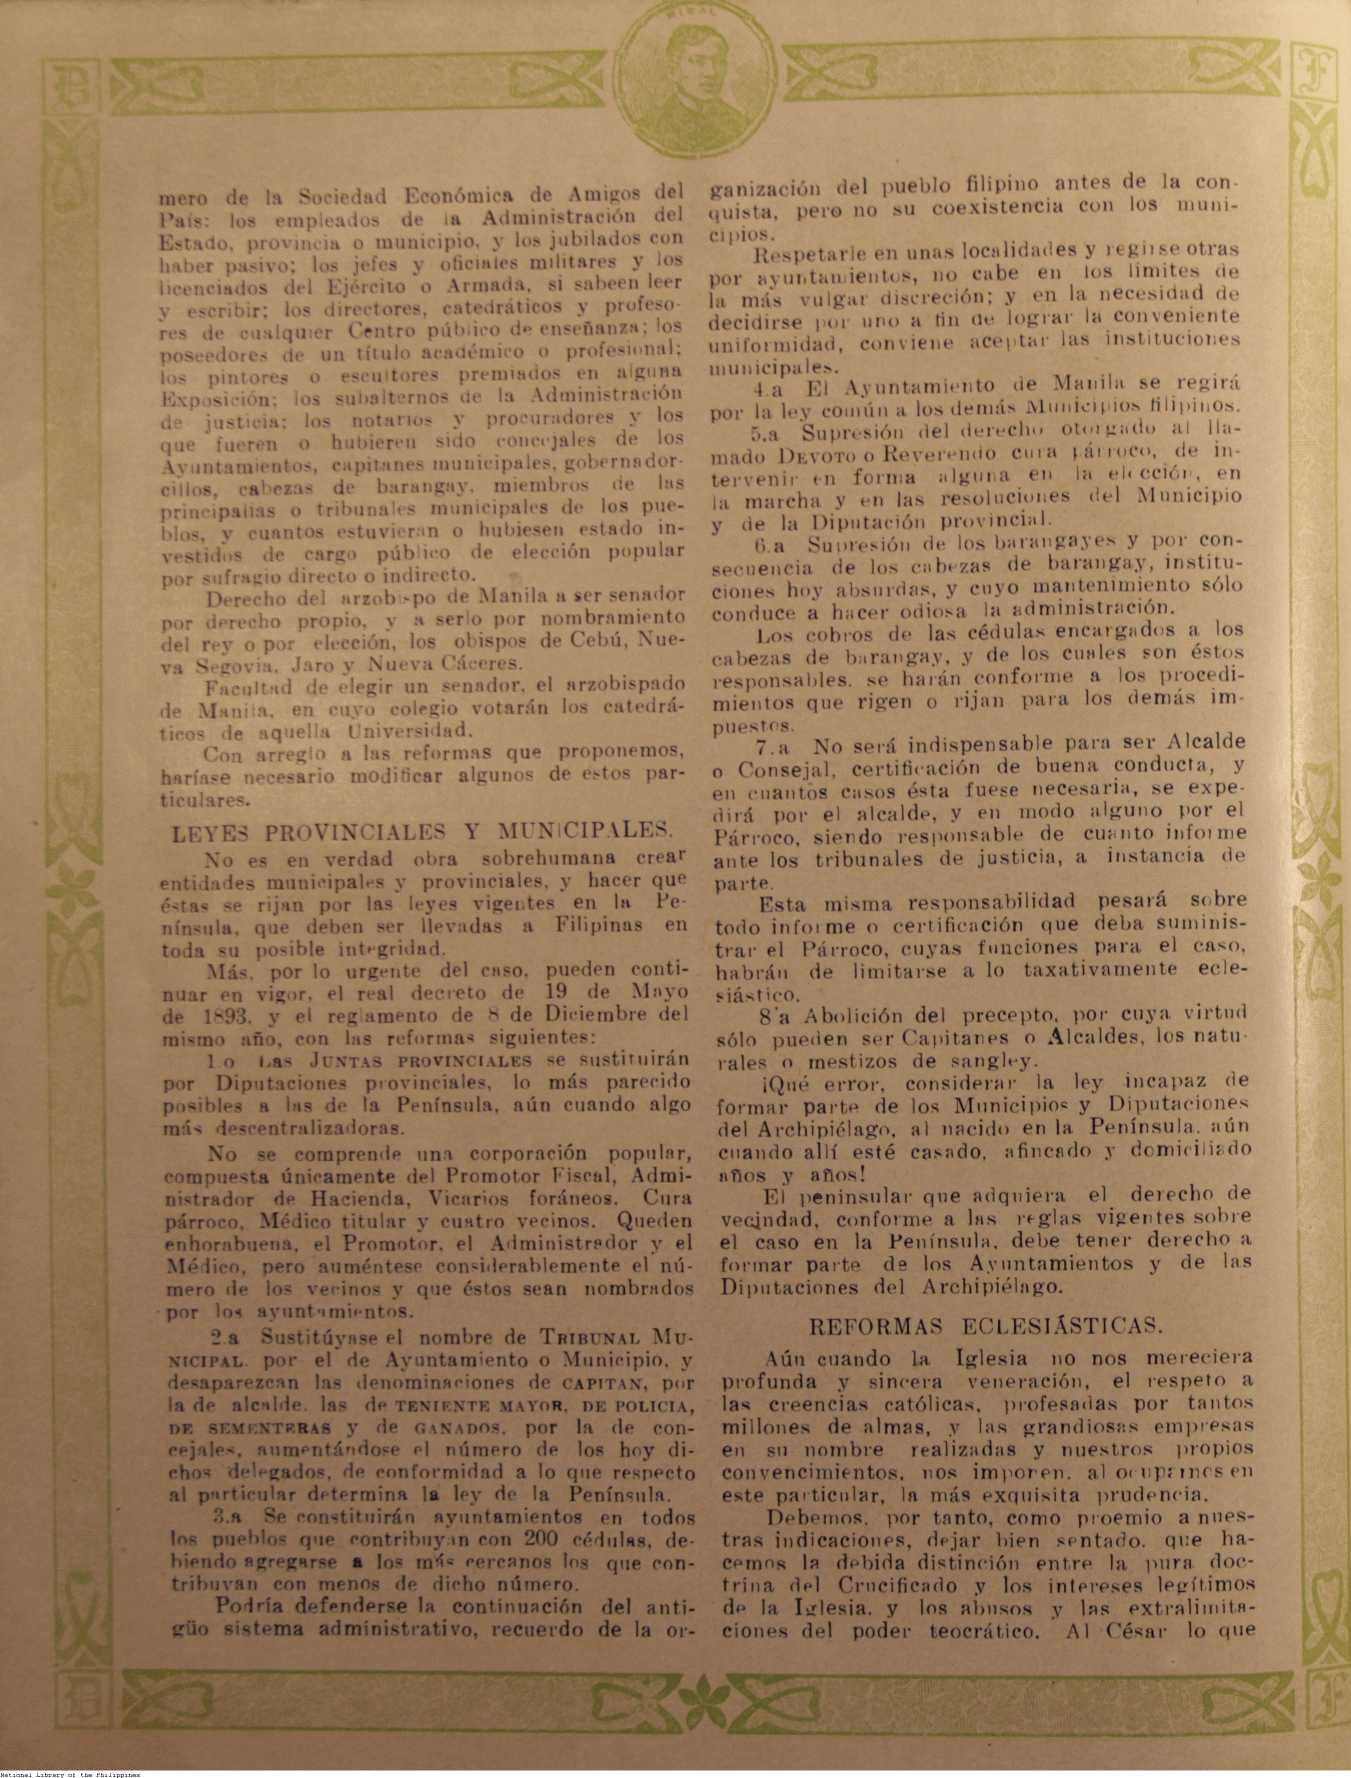 RIZAL
D
F
mero de la Sociedad Económica de Amigos del
País: los empleados de la Administración del
Estado, provincia o municipio, y los jubilados con
haber pasivo; los jefes y oficiales militares y los
licenciados del Ejército o Armada, si sabeen leer
y escribir; los directores, catedráticos y profeso-
res de cualquier Centro público de enseñanza; los
poseedores de un título académico o profesional;
los pintores o escultores premiados en alguna
Exposición; los subalternos de la Administración
de justicia; los notarios y procuradores y los
que fueren o hubieren sido concejales de los
Ayuntamientos, capitanes municipales, gobernador-
cillos, cabezas de barangay, miembros de las
principalías o tribunales municipales de los pue-
blos, y cuantos estuvieran o hubiesen estado in-
vestidos de cargo público de elección popular
por sufragio directo o indirecto.
Derecho del arzobispo de Manila a ser senador
por derecho propio, y a serlo por nombramiento
del rey o por elección, los obispos de Cebú, Nue-
va Segovia, Jaro y Nueva Cáceres.
Facultad de elegir un senador, el arzobispado
de Manila, en cuyo colegio votarán los catedrá-
ticos de aquella Universidad.
Con arreglo a las reformas que proponemos,
haríase necesario modificar algunos de estos par-
ticulares.
LEYES PROVINCIALES Y MUNICIPALES.
No es en verdad obra sobrehumana crear
entidades municipales y provinciales, y hacer que
éstas se rijan por las leyes vigentes en la Pe-
nínsula, que deben ser llevadas a Filipinas en
toda su posible integridad.
Más, por lo urgente del caso, pueden conti-
nuar en vigor, el real decreto de 19 de Mayo
de 1893, y el reglamento de 8 de Diciembre del
mismo año, con las reformas siguientes:
1.o Las JUNTAS PROVINCIALES se sustituirán
por Diputaciones provinciales, lo más parecido
posibles a las de la Península, aún cuando algo
más descentralizadoras.
No se comprende una corporación popular,
compuesta únicamente del Promotor Fiscal, Admi-
nistrador de Hacienda, Vicarios foráneos. Cura
párroco, Médico titular y cuatro vecinos. Queden
enhorabuena, el Promotor, el Administrador y el
Médico, pero auméntese considerablemente el nú-
mero de los vecinos y que éstos sean nombrados
por los ayuntamientos.
2.a Sustitúyase el nombre de TRIBUNAL MU-
NICIPAL, por el de Ayuntamiento o Municipio, y
desaparezcan las denominaciones de CAPITAN, por
la de alcalde, las de TENIENTE MAYOR, DE POLICIA,
DE SEMENTERAS y de GANADOS, por la de con-
cejales, aumentándose el número de los hoy di-
chos delegados, de conformidad a lo que respecto
al particular determina la ley de la Península.
3.a Se constituirán ayuntamientos en todos
los pueblos que contribuyan con 200 cédulas, de-
biendo agregarse a los más cercanos los que con-
tribuyan con menos de dicho número.
Podría defenderse la continuación del anti-
güo sistema administrativo, recuerdo de la or-
ganización del pueblo filipino antes de la con-
quista, pero no su coexistencia con los muni-
cipios.
Respetarle en unas localidades y regirse otras
por ayuntamientos, no cabe en los límites de
la más vulgar discreción; y en la necesidad de
decidirse por uno a fin de lograr la conveniente
uniformidad, conviene aceptar las instituciones
municipales.
4.a El Ayuntamiento de Manila se regirá
por la ley común a los demás Municipios filipinos.
5.a Supresión del derecho otorgado al lla-
mado DEVOTO o Reverendo cura párroco, de in-
tervenir en forma alguna en la elección, en
la marcha y en las resoluciones del Municipio
y de la Diputación provincial.
6.a Supresión de los barangayes y por con-
secuencia de los cabezas de barangay, institu-
ciones hoy absurdas, y cuyo mantenimiento sólo
conduce a hacer odiosa la administración.
Los cobros de las cédulas encargados a los
cabezas de barangay, y de los cuales son éstos
responsables, se harán conforme a los procedi-
mientos que rigen o rijan para los demás im-
puestos.
7.a No será indispensable para ser Alcalde
o Consejal, certificación de buena conducta, y
en cuantos casos ésta fuese necesaria, se expe-
dirá por el alcalde, y en modo alguno por el
Párroco, siendo responsable de cuanto informe
ante los tribunales de justicia, a instancia de
parte.
Esta misma responsabilidad pesará sobre
todo informe o certificación que deba suminis-
trar el Párroco, cuyas funciones para el caso,
habrán de limitarse a lo taxativamente ecle-
siástico.
8'a Abolición del precepto, por cuya virtud
sólo pueden ser Capitanes o Alcaldes, los natu-
rales o mestizos de sangley.
¡Qué error, considerar la ley incapaz de
formar parte de los Municipios y Diputaciones
del Archipiélago, al nacido en la Península, aún
cuando allí esté casado, afincado y domiciliado
años y años!
El peninsular que adquiera el derecho de
vecindad, conforme a las reglas vigentes sobre
el caso en la Península, debe tener derecho a
formar parte de los Ayuntamientos y de las
Diputaciones del Archipiélago.
REFORMAS ECLESIÁSTICAS.
Aún cuando la Iglesia no nos mereciera
profunda y sincera veneración, el respeto a
las creencias católicas, profesadas por tantos
millones de almas, y las grandiosas empresas
en su nombre realizadas y nuestros propios
convencimientos, nos imponen, al ocuparnos en
este particular, la más exquisita prudencia.
Debemos, por tanto, como proemio a nues-
tras indicaciones, dejar bien sentado, que ha-
cemos la debida distinción entre la pura doc-
trina del Crucificado y los intereses legítimos
de la Iglesia, y los abusos y las extralimita-
ciones del poder teocrático. Al César lo que
D
F
National Library of the Philippines